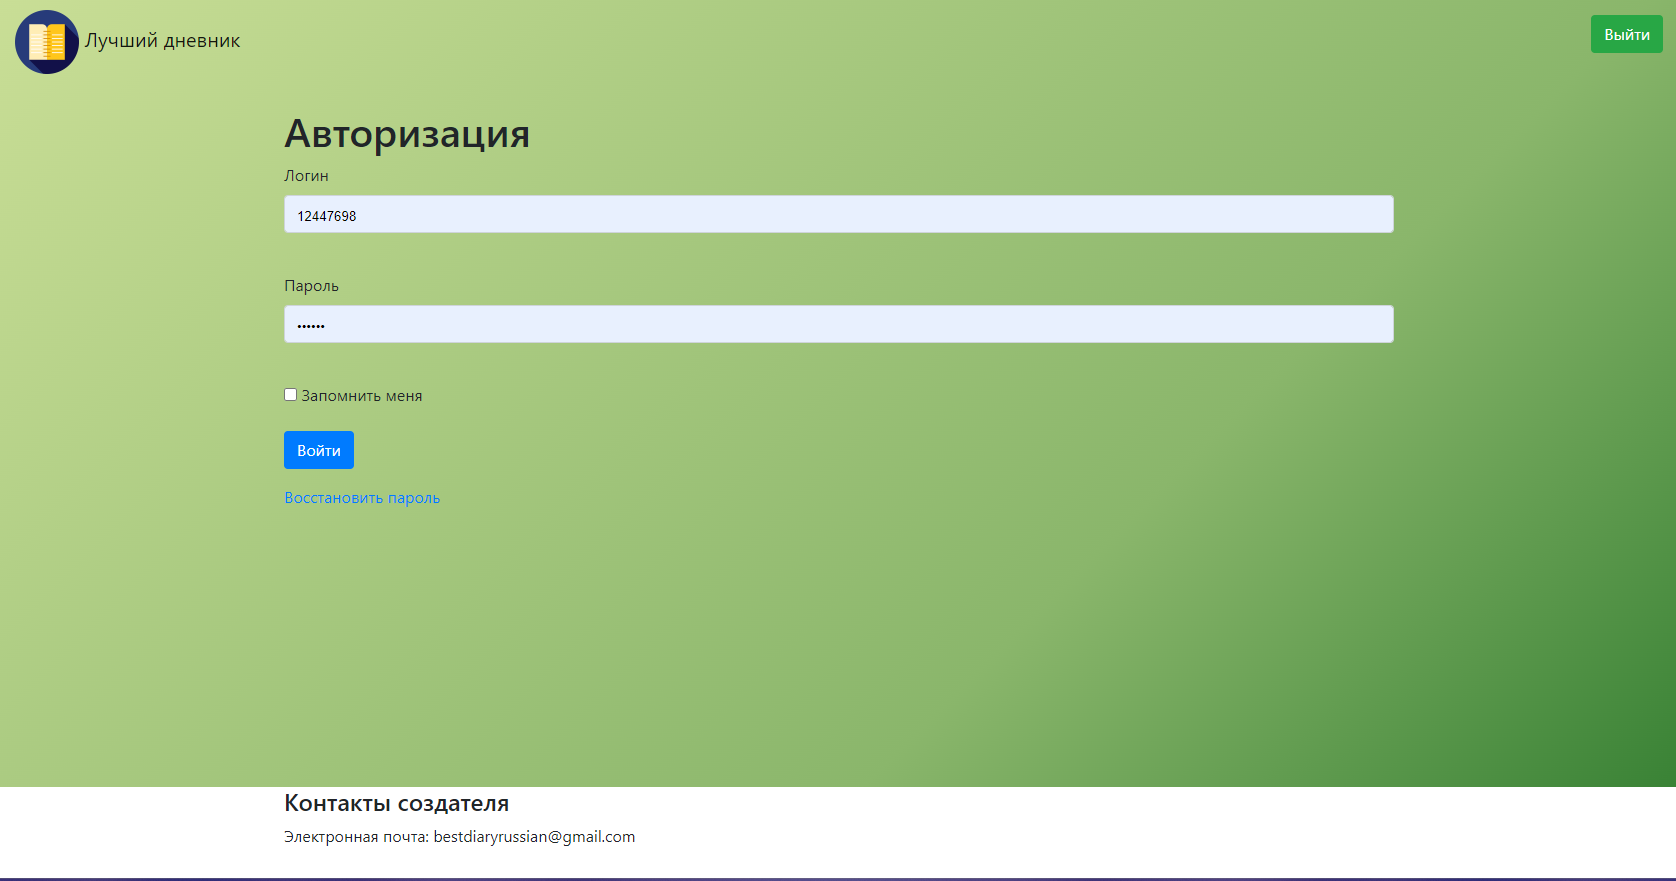 Лучший дневник
Выйти
Авторизация
Логин
12447698
Пароль
••••••
Запомнить меня
Войти
Восстановить пароль
Контакты создателя
Электронная почта: bestdiaryrussian@gmail.com